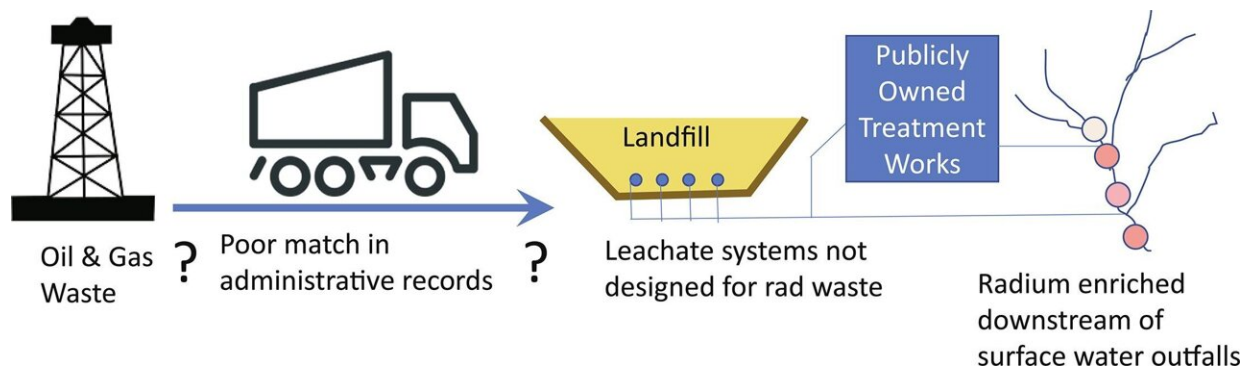 Oil & Gas
Waste
?
Poor match in
administrative records
?
Landfill
Leachate systems not
designed for rad waste
Publicly
Owned
Treatment
Works
Radium enriched
downstream of
surface water outfalls